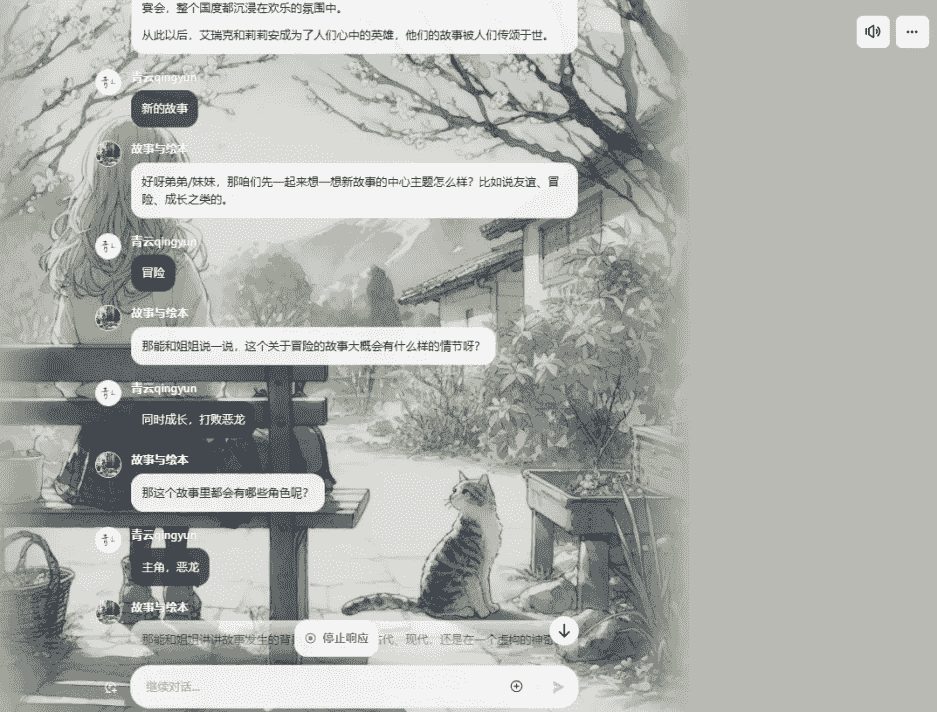 宴会，整个国度都沉浸在欢乐的氛围中。
从此以后，艾瑞克和莉莉安成为了人们心中的英雄，他们的故事被人们传颂于世。
青云qingyun
新的故事
故事与绘本
好呀弟弟/妹妹，那咱们先一起来想一想新故事的中心主题怎么样？比如说友谊、冒
险、成长之类的。
青云qingyun
冒险
故事与绘本
那能和姐姐说一说，这个关于冒险的故事大概会有什么样的情节呀？
青云qingyun
同时成长，打败恶龙
故事与绘本
那这个故事里都会有哪些角色呢？
青云qingyun
主角，恶龙
故事与绘本
那能和姐姐讲讲故事发生的背
停止响应
代、现代，还是在一个虚构的神
继续对话...